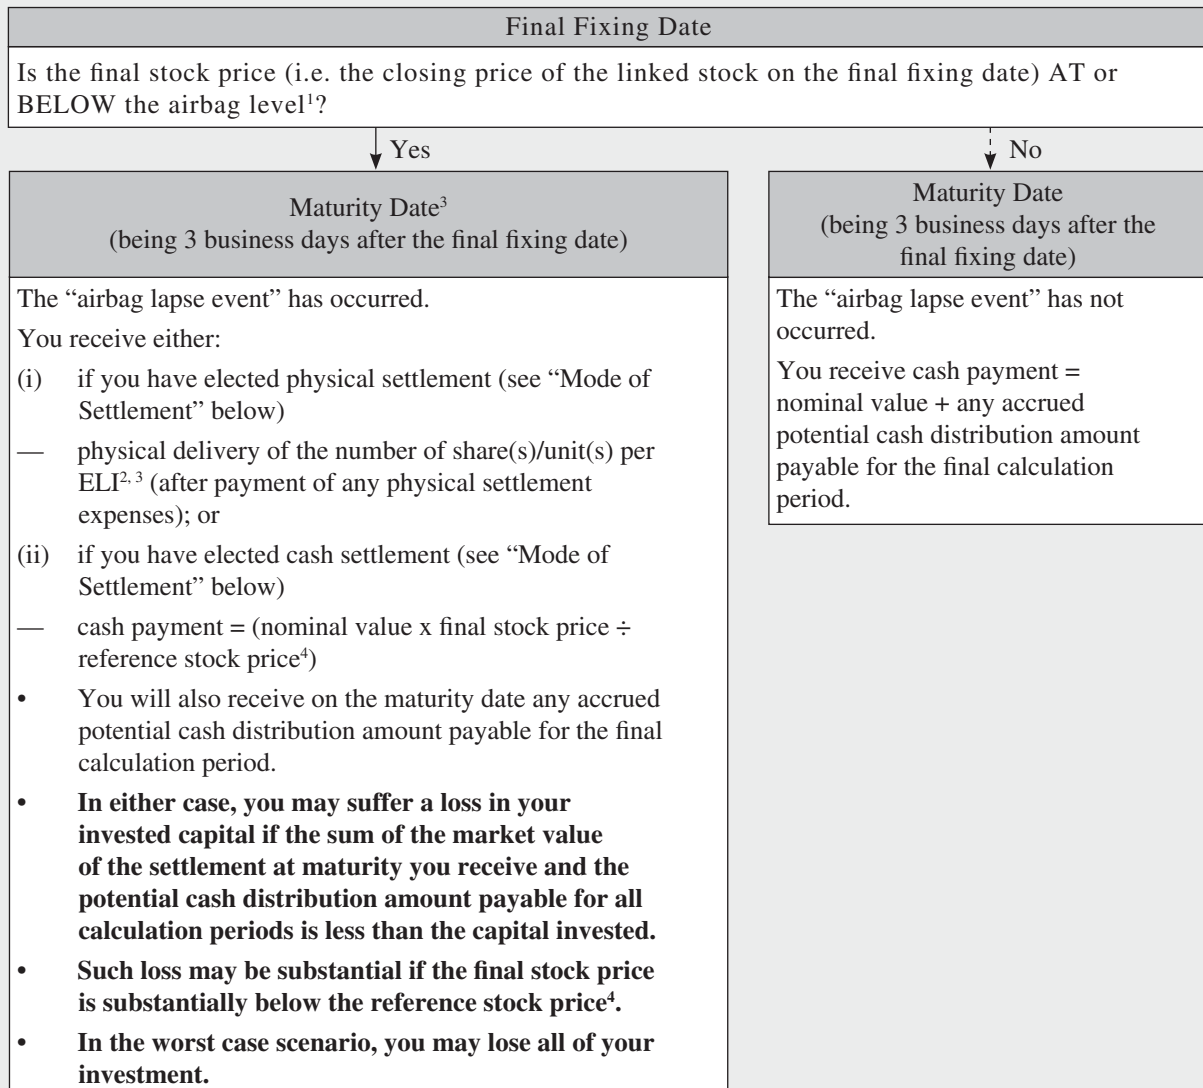 Final Fixing Date
Is the final stock price (i.e. the closing price of the linked stock on the final fixing date) AT or
BELOW the airbag level¹?
Yes
No
Maturity Date³
(being 3 business days after the final fixing date)
The “airbag lapse event” has occurred.
You receive either:
(i) if you have elected physical settlement (see “Mode of
Settlement” below)
— physical delivery of the number of share(s)/unit(s) per
ELI²,³ (after payment of any physical settlement
expenses); or
(ii) if you have elected cash settlement (see “Mode of
Settlement” below)
— cash payment = (nominal value x final stock price ÷
reference stock price⁴)
• You will also receive on the maturity date any accrued
potential cash distribution amount payable for the final
calculation period.
• In either case, you may suffer a loss in your
invested capital if the sum of the market value
of the settlement at maturity you receive and the
potential cash distribution amount payable for all
calculation periods is less than the capital invested.
• Such loss may be substantial if the final stock price
is substantially below the reference stock price⁴.
• In the worst case scenario, you may lose all of your
investment.
Maturity Date
(being 3 business days after the
final fixing date)
The “airbag lapse event” has not
occurred.
You receive cash payment =
nominal value + any accrued
potential cash distribution amount
payable for the final calculation
period.